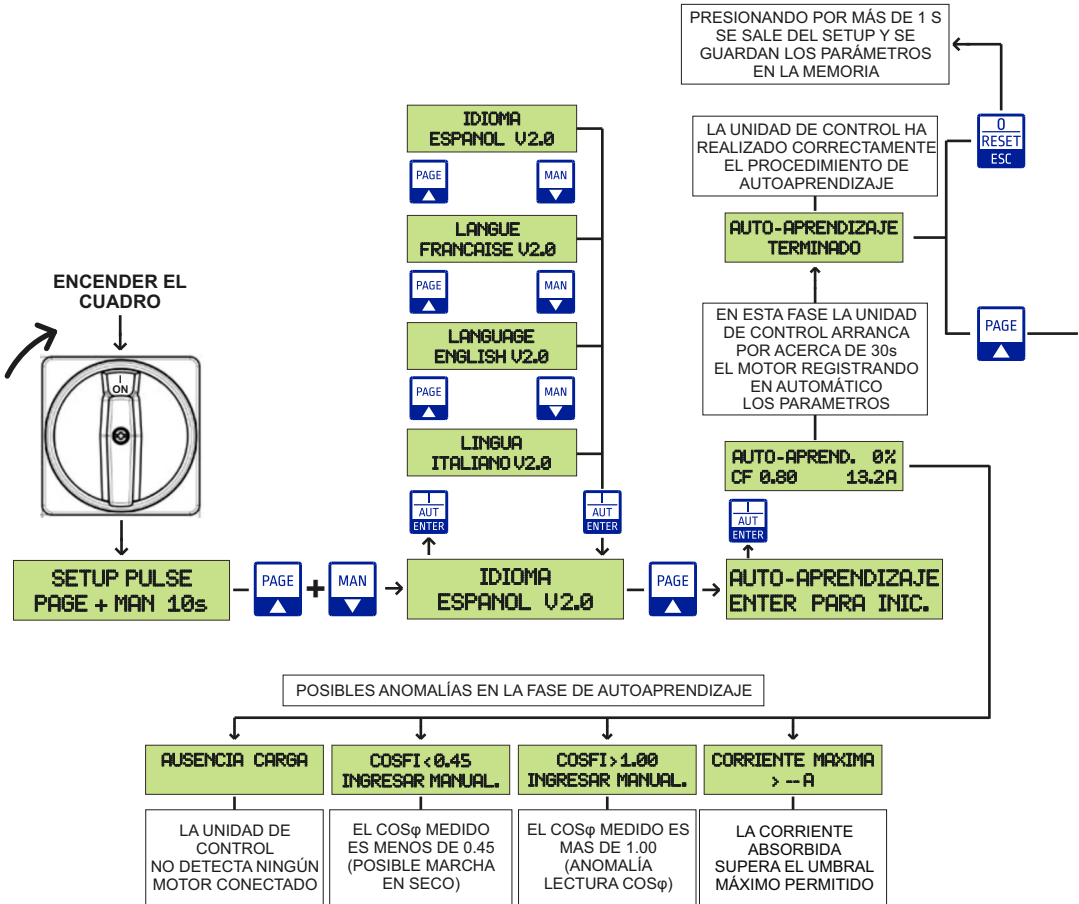 PRESIONANDO POR MÁS DE 1 S
SE SALE DEL SETUP Y SE
GUARDAN LOS PARÁMETROS
EN LA MEMORIA
0
RESET
ESC
LA UNIDAD DE CONTROL HA
REALIZADO CORRECTAMENTE
EL PROCEDIMIENTO DE
AUTOAPRENDIZAJE
AUTO-APRENDIZAJE
TERMINADO
PAGE
EN ESTA FASE LA UNIDAD
DE CONTROL ARRANCA
POR ACERCA DE 30s
EL MOTOR REGISTRANDO
EN AUTOMÁTICO
LOS PARAMETROS
AUTO-APREND. 0%
CF 0.80 13.2A
I
AUT
ENTER
IDIOMA
ESPANOL V2.0
PAGE
MAN
LANGUE
FRANCAISE V2.0
PAGE
MAN
LANGUAGE
ENGLISH V2.0
PAGE
MAN
LINGUA
ITALIANO V2.0
I
AUT
ENTER
I
AUT
ENTER
ENCENDER EL
CUADRO
I
ON
SETUP PULSE
PAGE + MAN 10s
PAGE
+
MAN
IDIOMA
ESPANOL V2.0
PAGE
AUTO-APRENDIZAJE
ENTER PARA INIC.
POSIBLES ANOMALÍAS EN LA FASE DE AUTOAPRENDIZAJE
AUSENCIA CARGA
LA UNIDAD DE
CONTROL
NO DETECTA NINGÚN
MOTOR CONECTADO
COSFI<0.45
INGRESAR MANUAL.
EL COSφ MEDIDO
ES MENOS DE 0.45
(POSIBLE MARCHA
EN SECO)
COSFI>1.00
INGRESAR MANUAL.
EL COSφ MEDIDO ES
MAS DE 1.00
(ANOMALÍA
LECTURA COSφ)
CORRIENTE MAXIMA
> -- A
LA CORRIENTE
ABSORBIDA
SUPERA EL UMBRAL
MÁXIMO PERMITIDO